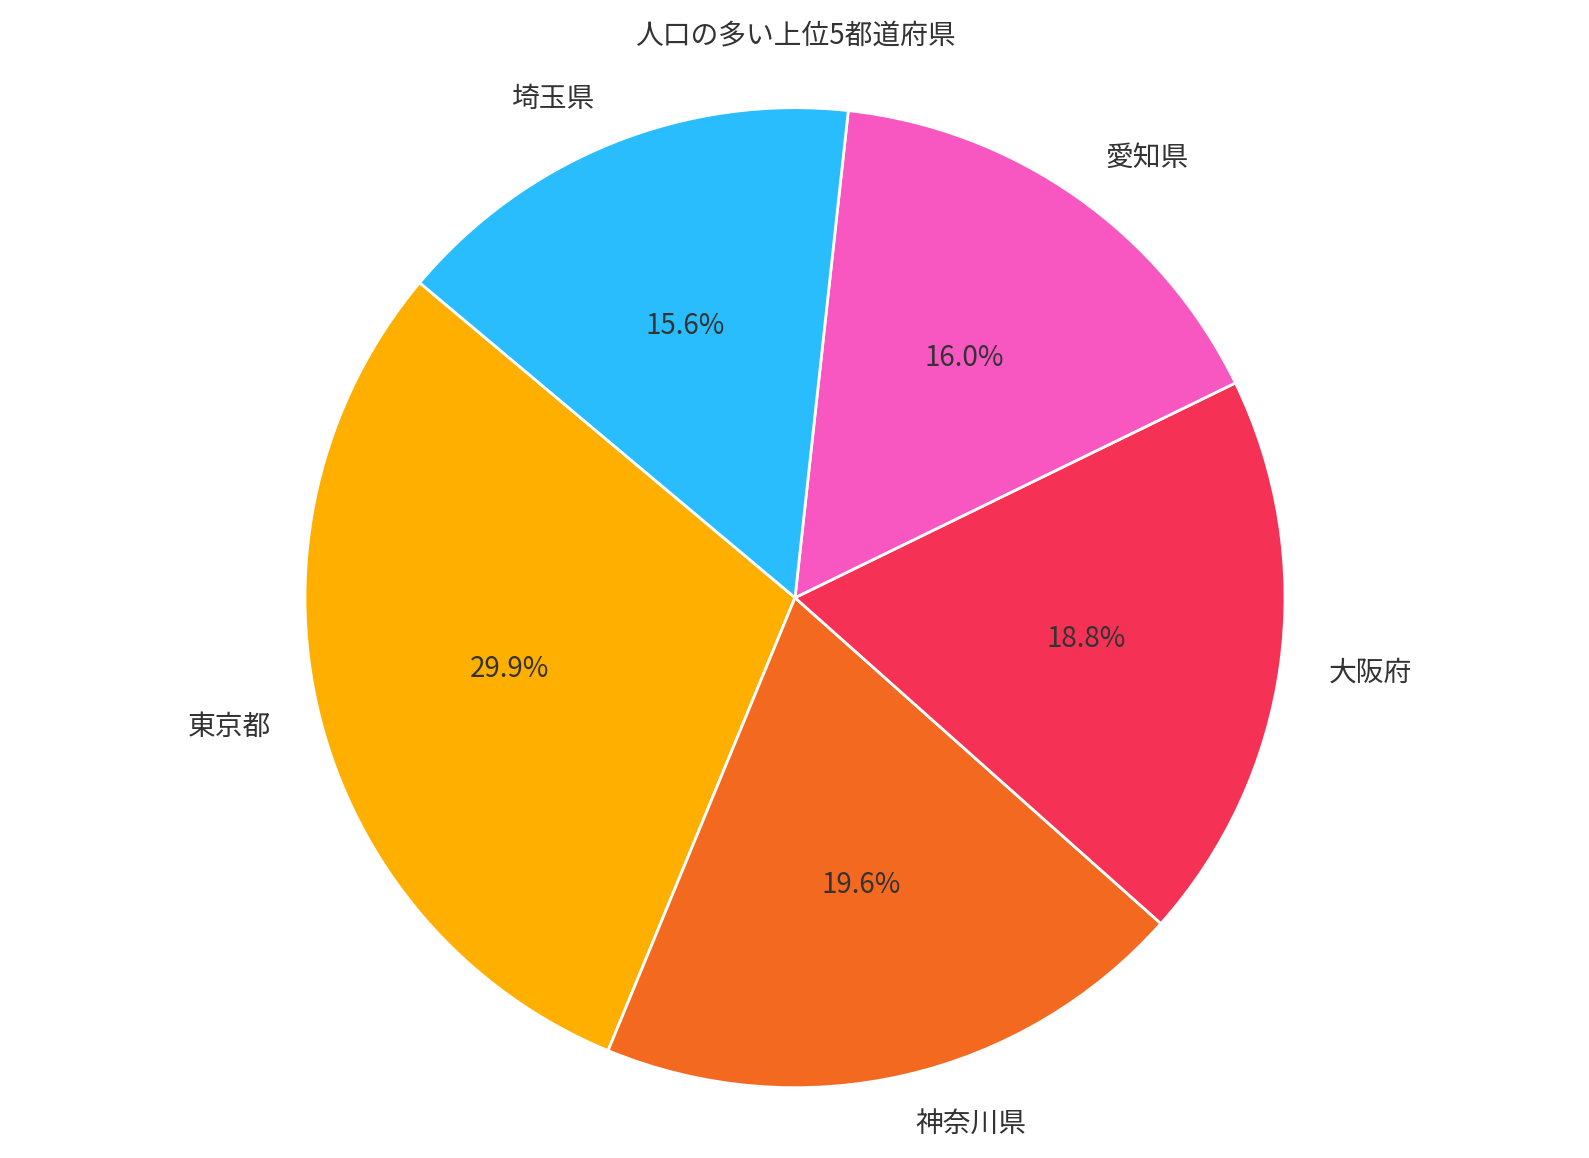 人口の多い上位5都道府県
埼玉県
愛知県
15.6%
16.0%
18.8%
29.9%
大阪府
東京都
19.6%
神奈川県